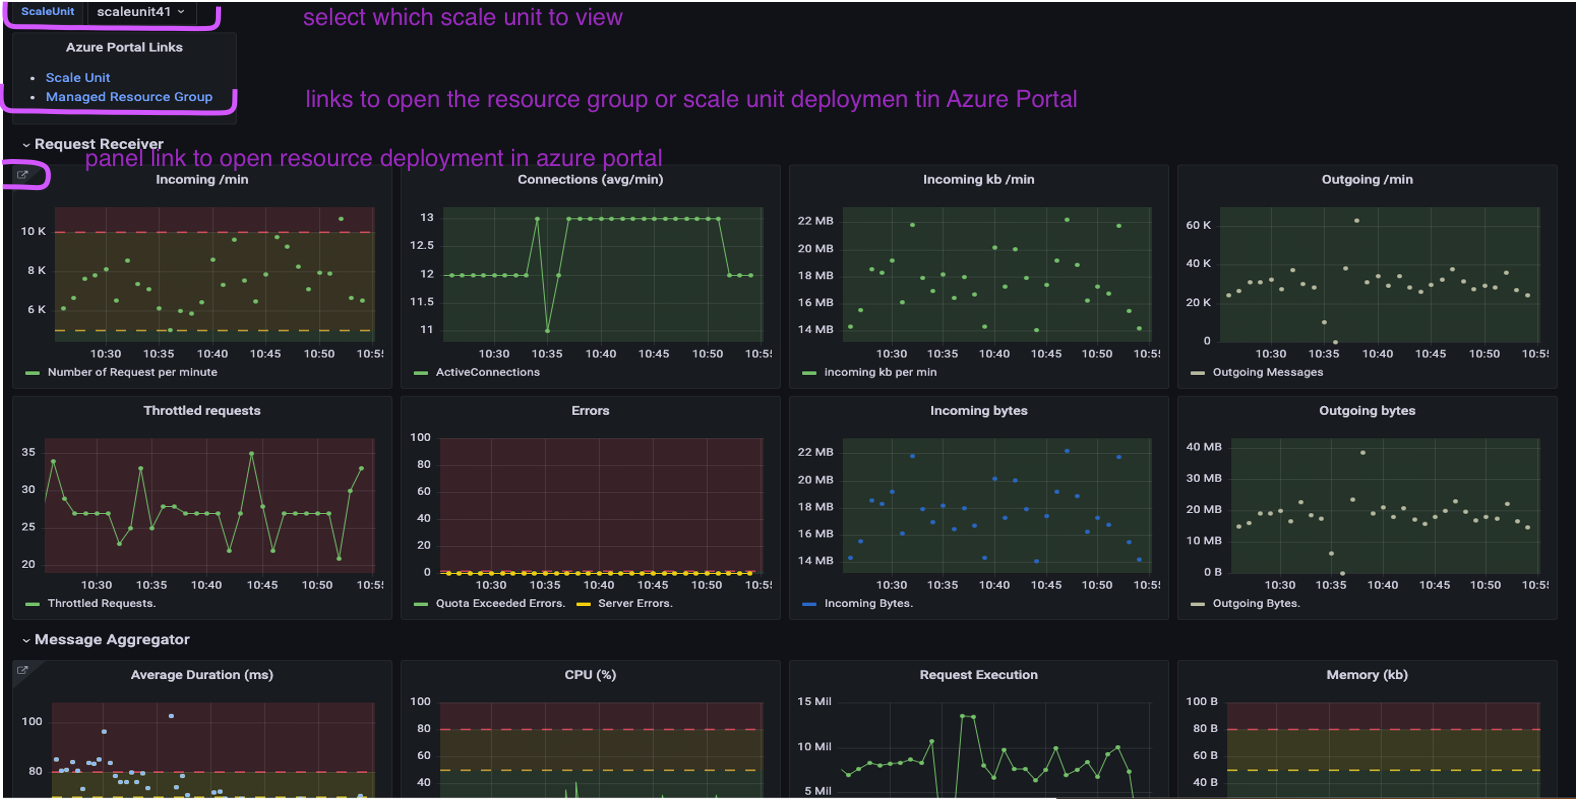 ScaleUnit scaleunit41 select which scale unit to view
Azure Portal Links
• Scale Unit
• Managed Resource Group links to open the resource group or scale unit deploymen tin Azure Portal
Request Receiver
panel link to open resource deployment in azure portal
Incoming /min
10 K
8 K
6 K
10:30 10:35 10:40 10:45 10:50 10:55
Number of Request per minute
Connections (avg/min)
13
12.5
12
11.5
11
10:30 10:35 10:40 10:45 10:50 10:55
ActiveConnections
Incoming kb /min
22 MB
20 MB
18 MB
16 MB
14 MB
10:30 10:35 10:40 10:45 10:50 10:55
incoming kb per min
Outgoing /min
60 K
40 K
20 K
0
10:30 10:35 10:40 10:45 10:50 10:55
Outgoing Messages
Throttled requests
35
30
25
20
10:30 10:35 10:40 10:45 10:50 10:55
Throttled Requests.
Errors
100
80
60
40
20
0
10:30 10:35 10:40 10:45 10:50 10:55
Quota Exceeded Errors. Server Errors.
Incoming bytes
22 MB
20 MB
18 MB
16 MB
14 MB
10:30 10:35 10:40 10:45 10:50 10:55
Incoming Bytes.
Outgoing bytes
40 MB
30 MB
20 MB
10 MB
0 B
10:30 10:35 10:40 10:45 10:50 10:55
Outgoing Bytes.
Message Aggregator
Average Duration (ms)
100
80
CPU (%)
100
80
60
40
Request Execution
15 Mil
10 Mil
5 Mil
Memory (kb)
100 B
80 B
60 B
40 B